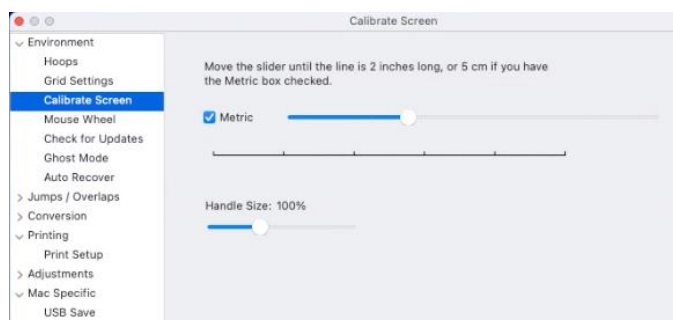 Calibrate Screen
Environment
Hoops
Grid Settings
Calibrate Screen
Mouse Wheel
Check for Updates
Ghost Mode
Auto Recover
Jumps / Overlaps
Conversion
Printing
Print Setup
Adjustments
Mac Specific
USB Save
Move the slider until the line is 2 inches long, or 5 cm if you have
the Metric box checked.
Metric
Handle Size: 100%